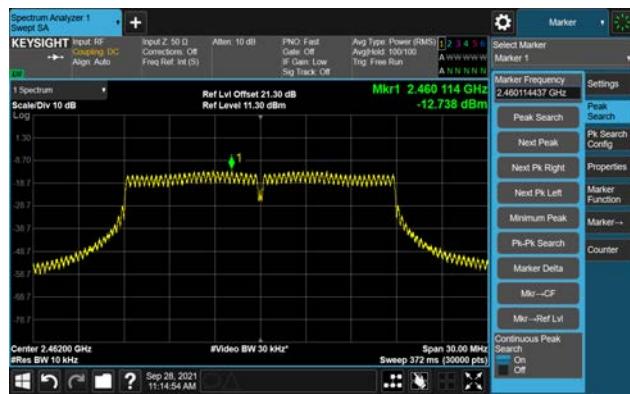 Spectrum Analyzer 1
Swept SA
Marker
KEYSIGHT
Input: RF
Coupling: DC
Align: Auto
Input Z: 50 Ω
Corrections: Off
Freq Ref: Int (S)
Atten: 10 dB
PNO: Fast
Gate: Off
IF Gain: Low
Sig Track: Off
Avg Type: Power (RMS)
Avg|Hold: 100/100
Trig: Free Run
1 2 3 4 5 6
A W W W W W
A N N N N N
Select Marker
Marker 1
1 Spectrum
Scale/Div 10 dB
Log
Ref Lvl Offset 21.30 dB
Ref Level 11.30 dBm
Mkr1 2.460 114 GHz
-12.738 dBm
1
1.30
-8.70
-18.7
-28.7
-38.7
-48.7
-58.7
-68.7
-78.7
Center 2.46200 GHz
#Res BW 10 kHz
#Video BW 30 kHz*
Span 30.00 MHz
Sweep 372 ms (30000 pts)
Marker Frequency
2.460114437 GHz
Peak Search
Next Peak
Next Pk Right
Next Pk Left
Minimum Peak
Pk-Pk Search
Marker Delta
Mkr→CF
Mkr→Ref Lvl
Continuous Peak
Search
On
Off
Settings
Peak
Search
Pk Search
Config
Properties
Marker
Function
Marker→
Counter
Sep 28, 2021
11:14:54 AM